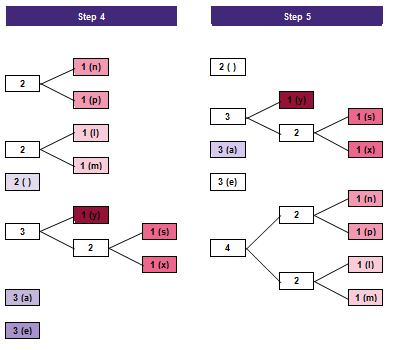 Step 4
Step 5
1 (n)
2
1 (p)
1 (l)
2
1 (m)
2 ( )
1 (y)
3
1 (s)
2
1 (x)
3 (a)
3 (e)
2 ( )
1 (y)
3
1 (s)
2
1 (x)
3 (a)
3 (e)
1 (n)
2
1 (p)
4
1 (l)
2
1 (m)